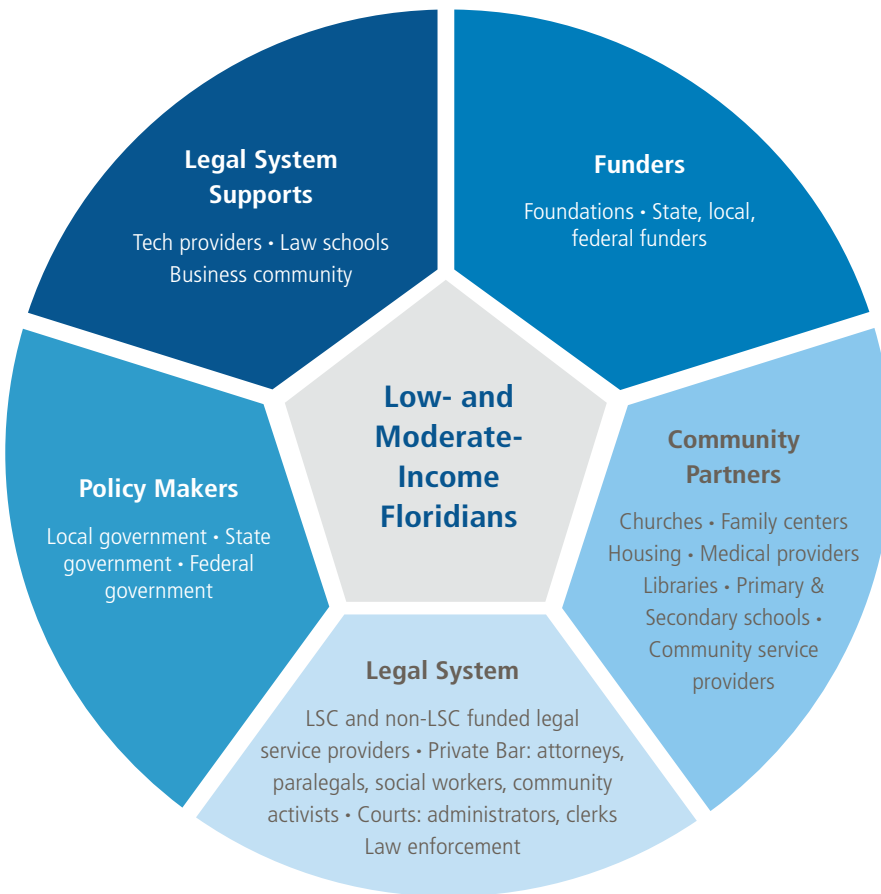 Legal System
Supports
Tech providers • Law schools
Business community
Funders
Foundations • State, local,
federal funders
Low- and
Moderate-
Income
Floridians
Community
Partners
Churches • Family centers
Housing • Medical providers
Libraries • Primary &
Secondary schools •
Community service
providers
Policy Makers
Local government • State
government • Federal
government
Legal System
LSC and non-LSC funded legal
service providers • Private Bar: attorneys,
paralegals, social workers, community
activists • Courts: administrators, clerks
Law enforcement